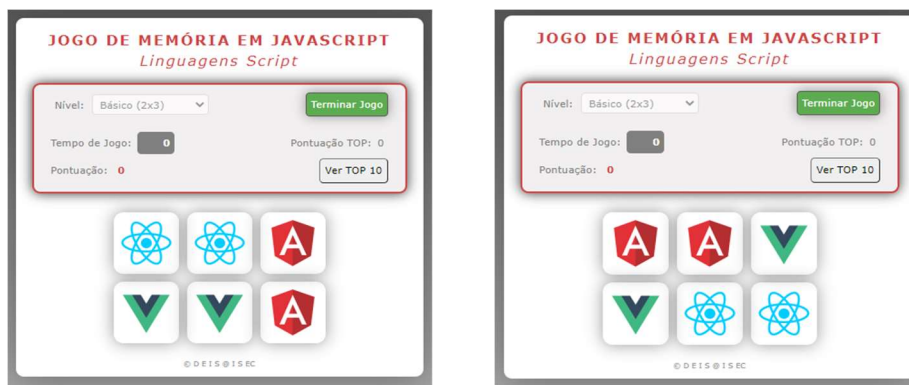 JOGO DE MEMÓRIA EM JAVASCRIPT
Linguagens Script
Nível: Básico (2x3) Terminar Jogo
Tempo de Jogo: 0 Pontuação TOP: 0
Pontuação: 0 Ver TOP 10
©DEIS@ISEC
JOGO DE MEMÓRIA EM JAVASCRIPT
Linguagens Script
Nível: Básico (2x3) Terminar Jogo
Tempo de Jogo: 0 Pontuação TOP: 0
Pontuação: 0 Ver TOP 10
©DEIS@ISEC